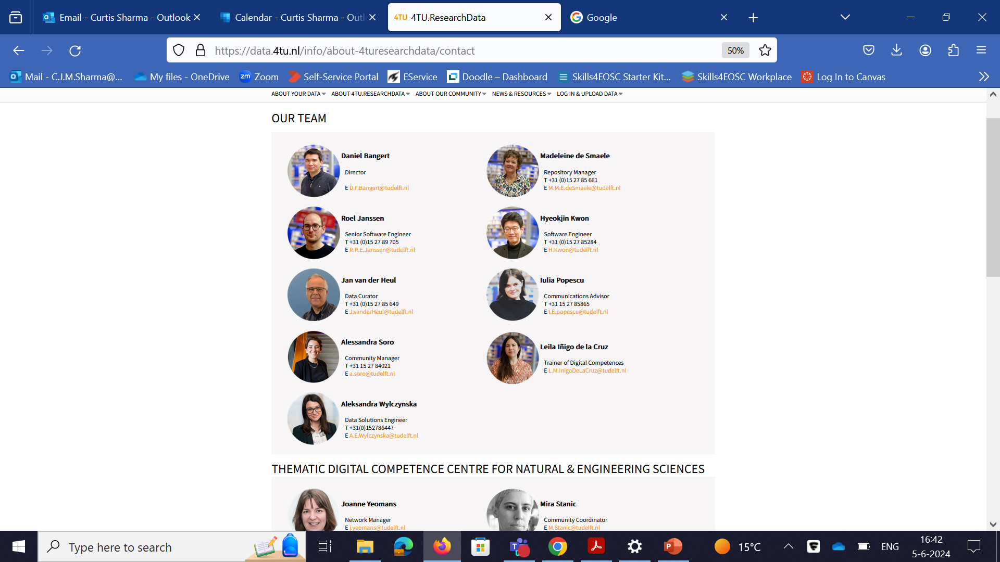 Email - Curtis Sharma - Outlook
Calendar - Curtis Sharma - Outl
4TU 4TU.ResearchData
Google
https://data.4tu.nl/info/about-4turesearchdata/contact
50%
Mail - C.J.M.Sharma@...
My files - OneDrive
zm Zoom
Self-Service Portal
EService
Doodle – Dashboard
Skills4EOSC Starter Kit...
Skills4EOSC Workplace
Log In to Canvas
ABOUT YOUR DATA ABOUT 4TU.RESEARCHDATA ABOUT OUR COMMUNITY NEWS & RESOURCES LOG IN & UPLOAD DATA
OUR TEAM
Daniel Bangert
Director
E D.F.Bangert@tudelft.nl
Madeleine de Smaele
Repository Manager
T +31 (0)15 27 85 661
E M.M.E.deSmaele@tudelft.nl
Roel Janssen
Senior Software Engineer
T +31 (0)15 27 89 705
E R.R.E.Janssen@tudelft.nl
Hyeokjin Kwon
Software Engineer
T +31 (0)15 27 85284
E H.Kwon@tudelft.nl
Jan van der Heul
Data Curator
T +31 (0)15 27 85 649
E J.vanderHeul@tudelft.nl
Iulia Popescu
Communications Advisor
T +31 15 27 85865
E I.E.popescu@tudelft.nl
Alessandra Soro
Community Manager
T +31 15 27 84021
E a.soro@tudelft.nl
Leila Iñigo de la Cruz
Trainer of Digital Competences
E L.M.InigoDeLaCruz@tudelft.nl
Aleksandra Wylczynska
Data Solutions Engineer
T +31(0)152786447
E A.E.Wylczynska@tudelft.nl
THEMATIC DIGITAL COMPETENCE CENTRE FOR NATURAL & ENGINEERING SCIENCES
Joanne Yeomans
Network Manager
E j.yeomans@tudelft.nl
Mira Stanic
Community Coordinator
E M.Stanic@tudelft.nl
Type here to search
15°C
ENG
16:42
5-6-2024